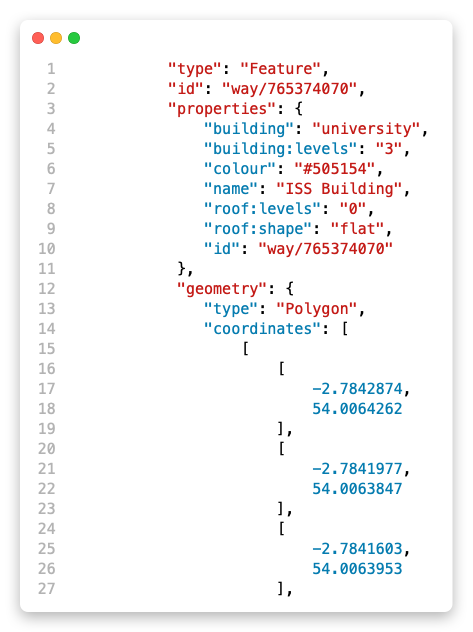 1 "type": "Feature",
2 "id": "way/765374070",
3 "properties": {
4 "building": "university",
5 "building:levels": "3",
6 "colour": "#505154",
7 "name": "ISS Building",
8 "roof:levels": "0",
9 "roof:shape": "flat",
10 "id": "way/765374070"
11 },
12 "geometry": {
13 "type": "Polygon",
14 "coordinates": [
15 [
16 [
17 -2.7842874,
18 54.0064262
19 ],
20 [
21 -2.7841977,
22 54.0063847
23 ],
24 [
25 -2.7841603,
26 54.0063953
27 ],